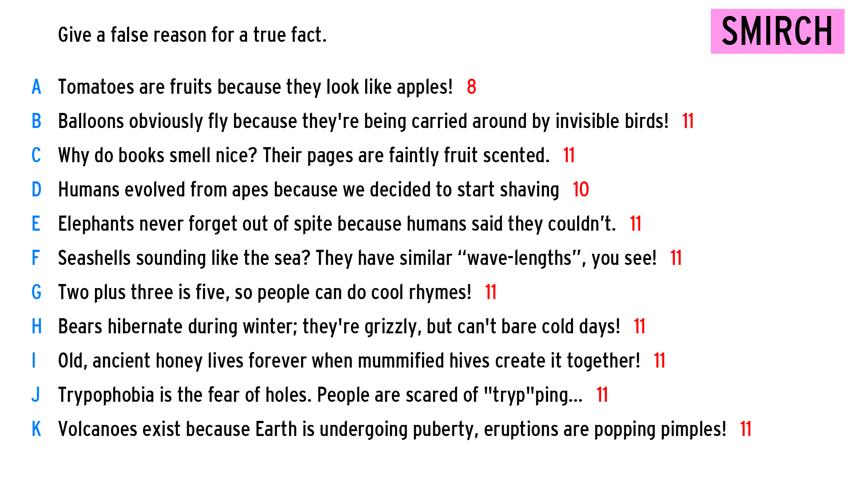 Give a false reason for a true fact.
SMIRCH
A Tomatoes are fruits because they look like apples! 8
B Balloons obviously fly because they're being carried around by invisible birds! 11
C Why do books smell nice? Their pages are faintly fruit scented. 11
D Humans evolved from apes because we decided to start shaving 10
E Elephants never forget out of spite because humans said they couldn’t. 11
F Seashells sounding like the sea? They have similar “wave-lengths”, you see! 11
G Two plus three is five, so people can do cool rhymes! 11
H Bears hibernate during winter; they're grizzly, but can't bare cold days! 11
I Old, ancient honey lives forever when mummified hives create it together! 11
J Trypophobia is the fear of holes. People are scared of "tryp"ping... 11
K Volcanoes exist because Earth is undergoing puberty, eruptions are popping pimples! 11